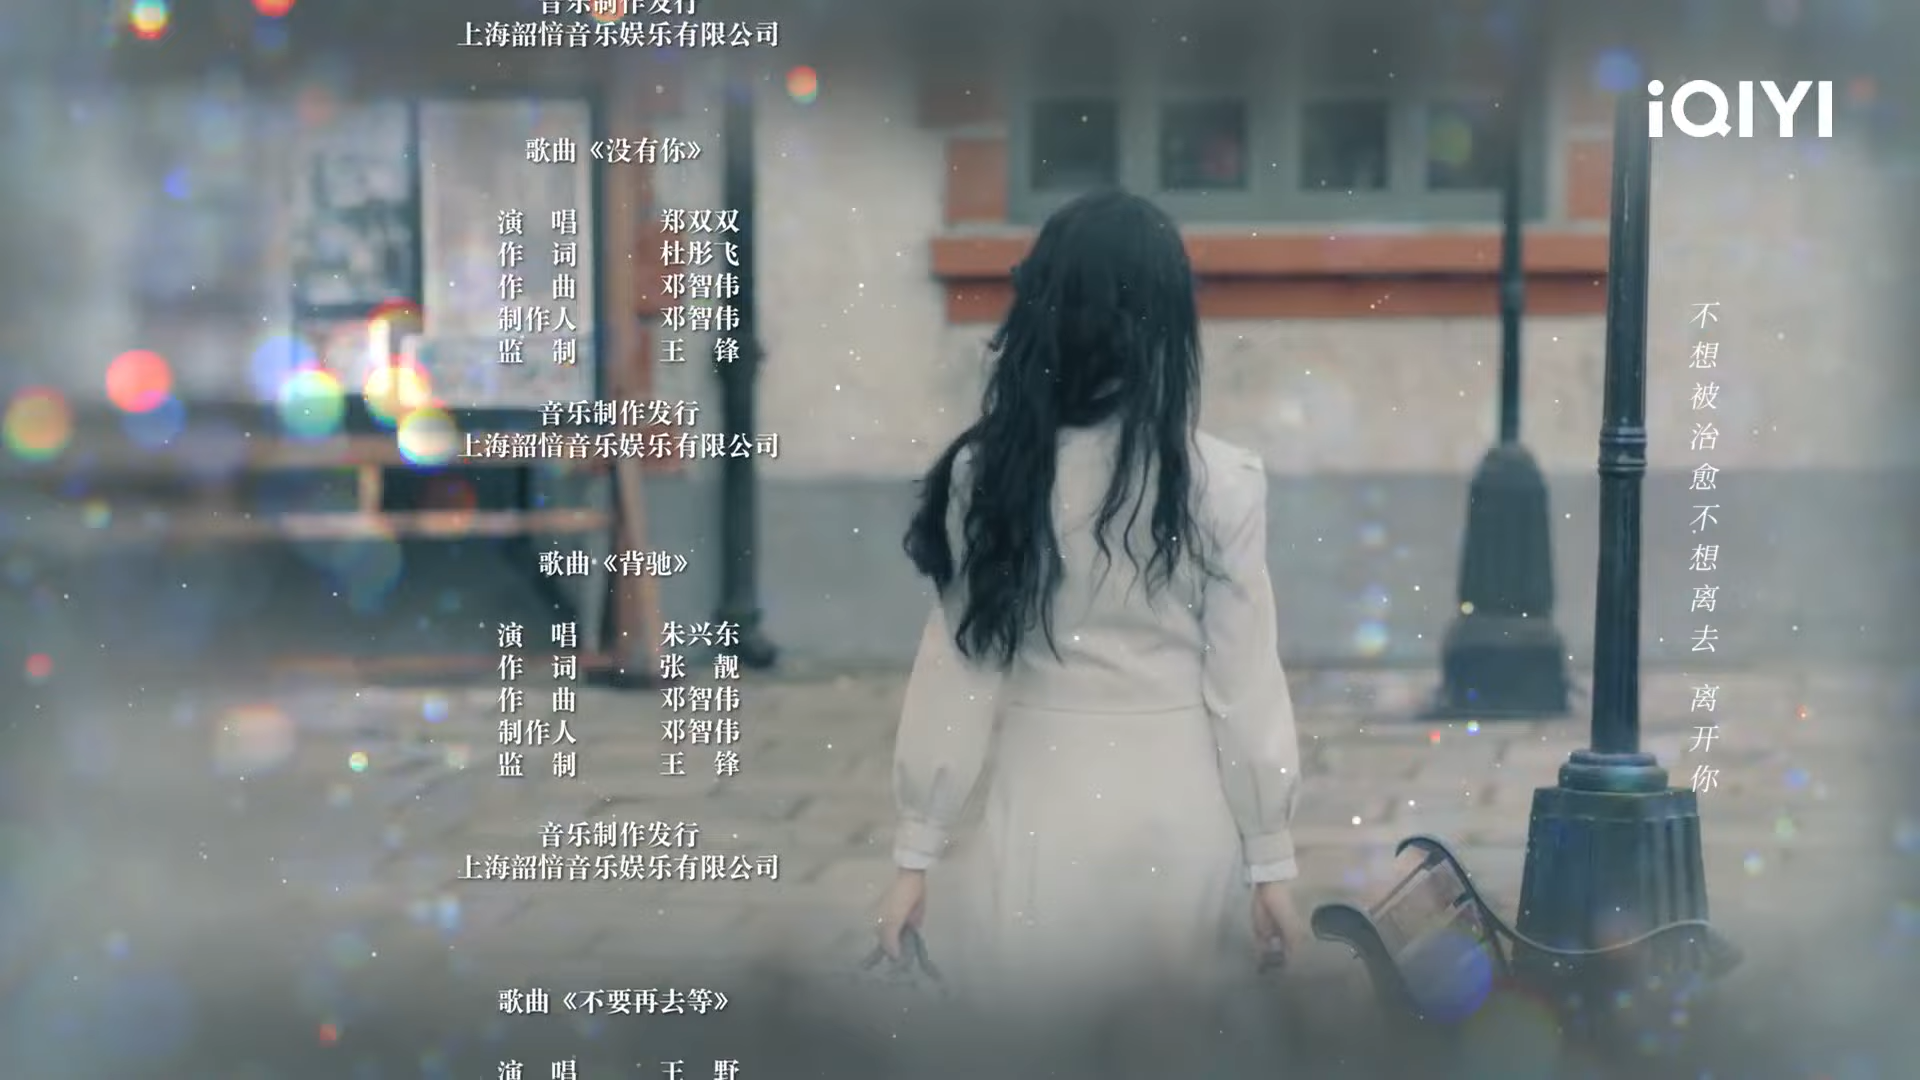 音乐制作发行
上海韶愔音乐娱乐有限公司
歌曲《没有你》
演 唱 郑双双
作 词 杜彤飞
作 曲 邓智伟
制作人 邓智伟
监 制 王 锋
音乐制作发行
上海韶愔音乐娱乐有限公司
歌曲《背驰》
演 唱 朱兴东
作 词 张 靓
作 曲 邓智伟
制作人 邓智伟
监 制 王 锋
音乐制作发行
上海韶愔音乐娱乐有限公司
歌曲《不要再去等》
演 唱 王 野
iQIYI
不想被治愈不想离去 离开你